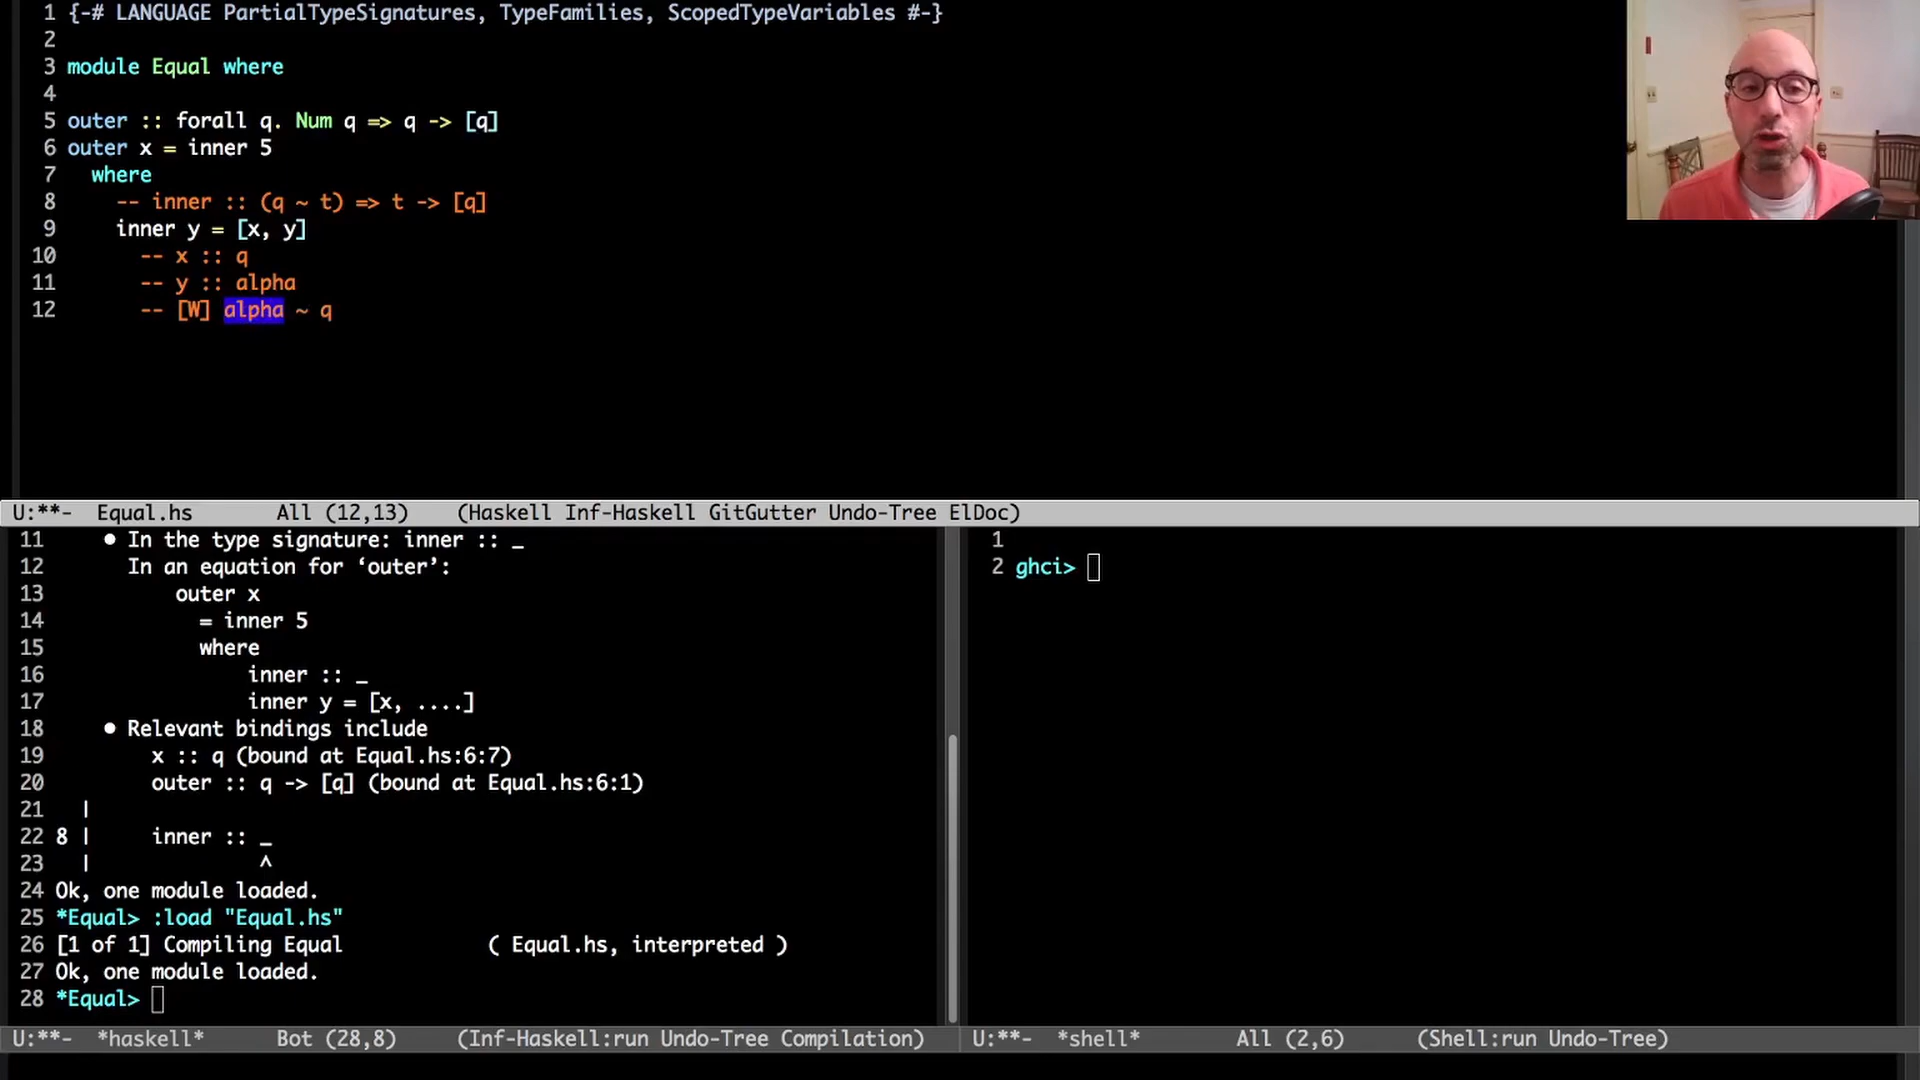 1 {-# LANGUAGE PartialTypeSignatures, TypeFamilies, ScopedTypeVariables #-}
2
3 module Equal where
4
5 outer :: forall q. Num q => q -> [q]
6 outer x = inner 5
7   where
8     -- inner :: (q ~ t) => t -> [q]
9     inner y = [x, y]
10       -- x :: q
11       -- y :: alpha
12       -- [W] alpha ~ q
U:**-  Equal.hs       All (12,13)    (Haskell Inf-Haskell GitGutter Undo-Tree ElDoc)
11     • In the type signature: inner :: _
12       In an equation for ‘outer’:
13           outer x
14             = inner 5
15             where
16                 inner :: _
17                 inner y = [x, ....]
18     • Relevant bindings include
19         x :: q (bound at Equal.hs:6:7)
20         outer :: q -> [q] (bound at Equal.hs:6:1)
21   |
22 8 |     inner :: _
23   |              ^
24 Ok, one module loaded.
25 *Equal> :load "Equal.hs"
26 [1 of 1] Compiling Equal            ( Equal.hs, interpreted )
27 Ok, one module loaded.
28 *Equal>
U:**-  *haskell*      Bot (28,8)     (Inf-Haskell:run Undo-Tree Compilation)
1
2 ghci>
U:**-  *shell*        All (2,6)      (Shell:run Undo-Tree)